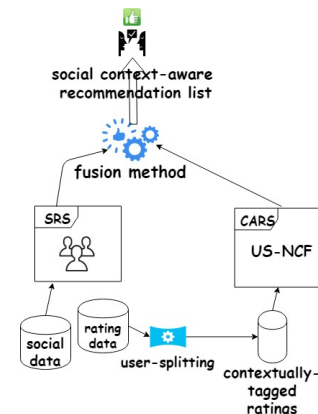 social context-aware
recommendation list
fusion method
SRS
CARS
US-NCF
social
data
rating
data
user-splitting
contextually-
tagged
ratings